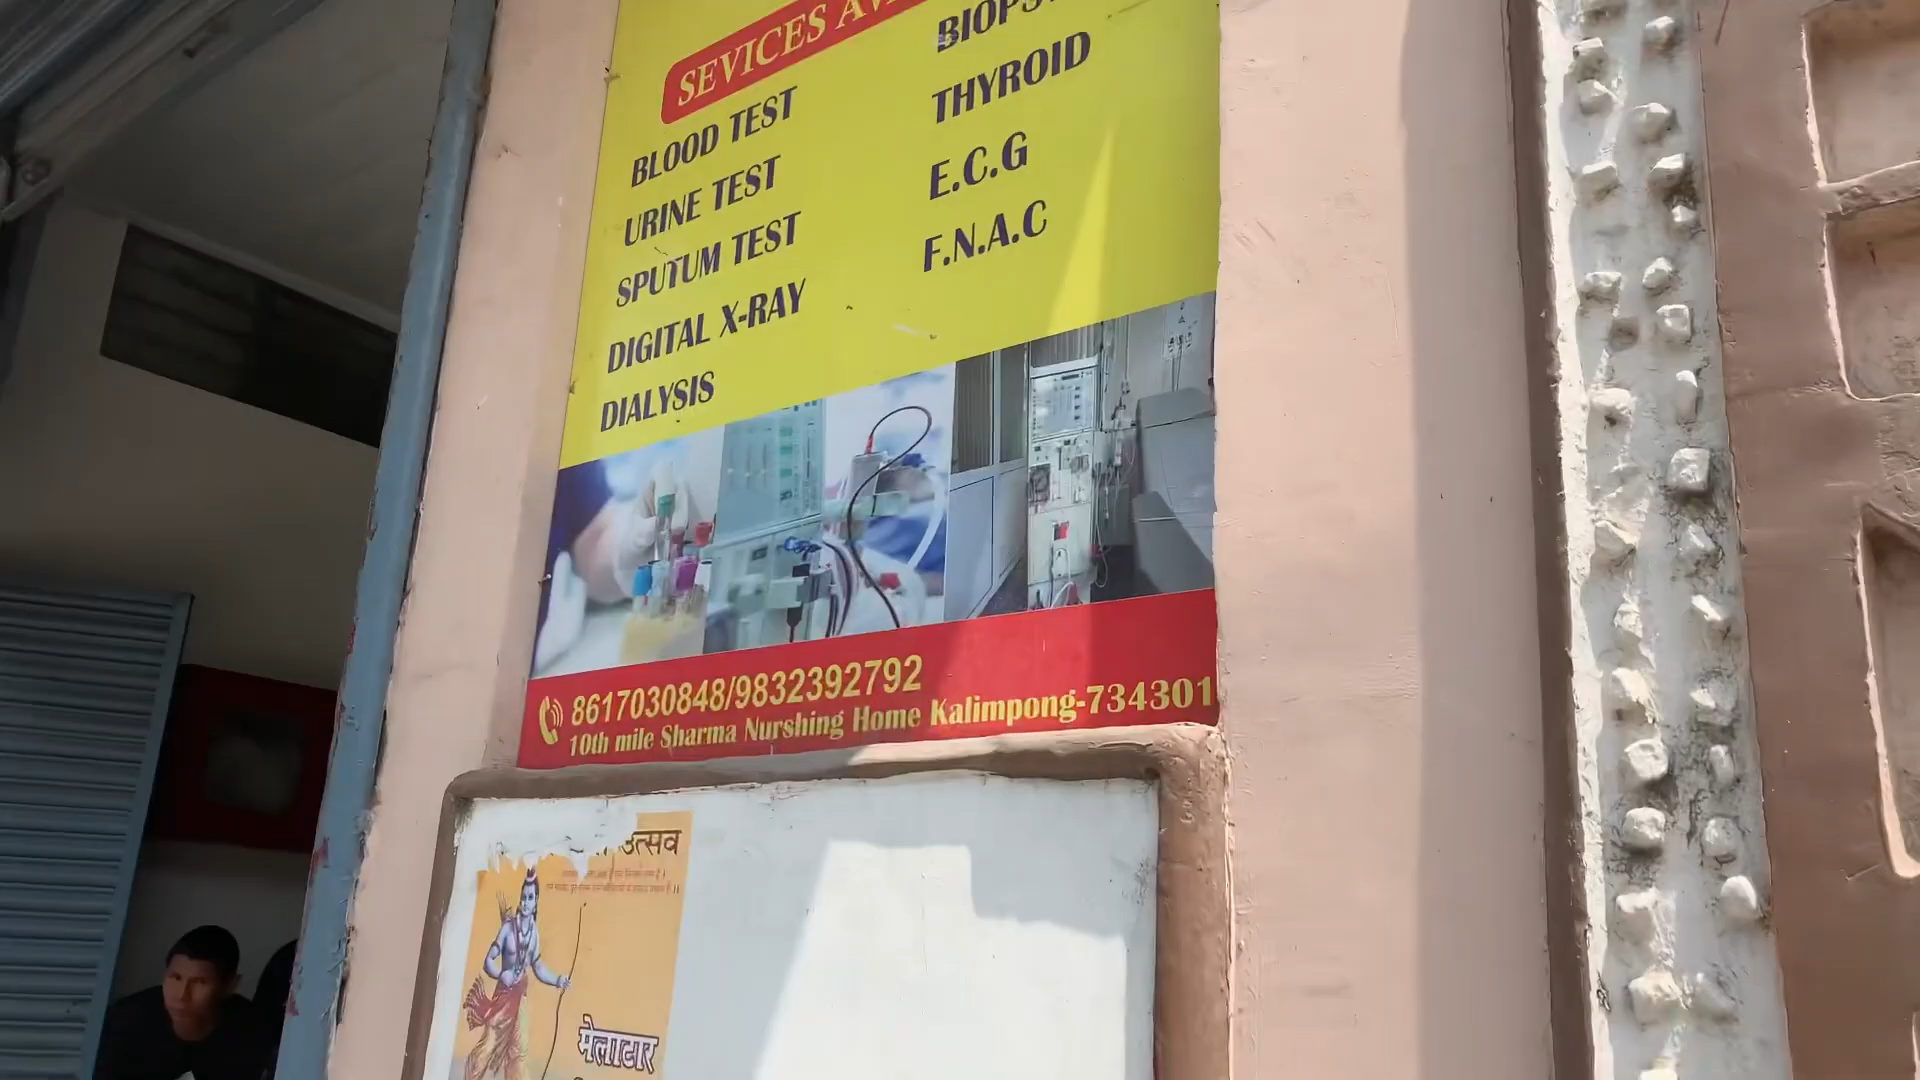 SEVICES
BLOOD TEST
URINE TEST
SPUTUM TEST
DIGITAL X-RAY
DIALYSIS
THYROID
E.C.G
F.N.A.C
8617030848/9832392792
10th mile Sharma Nurshing Home Kalimpong-734301
उत्सव
मेलाटार